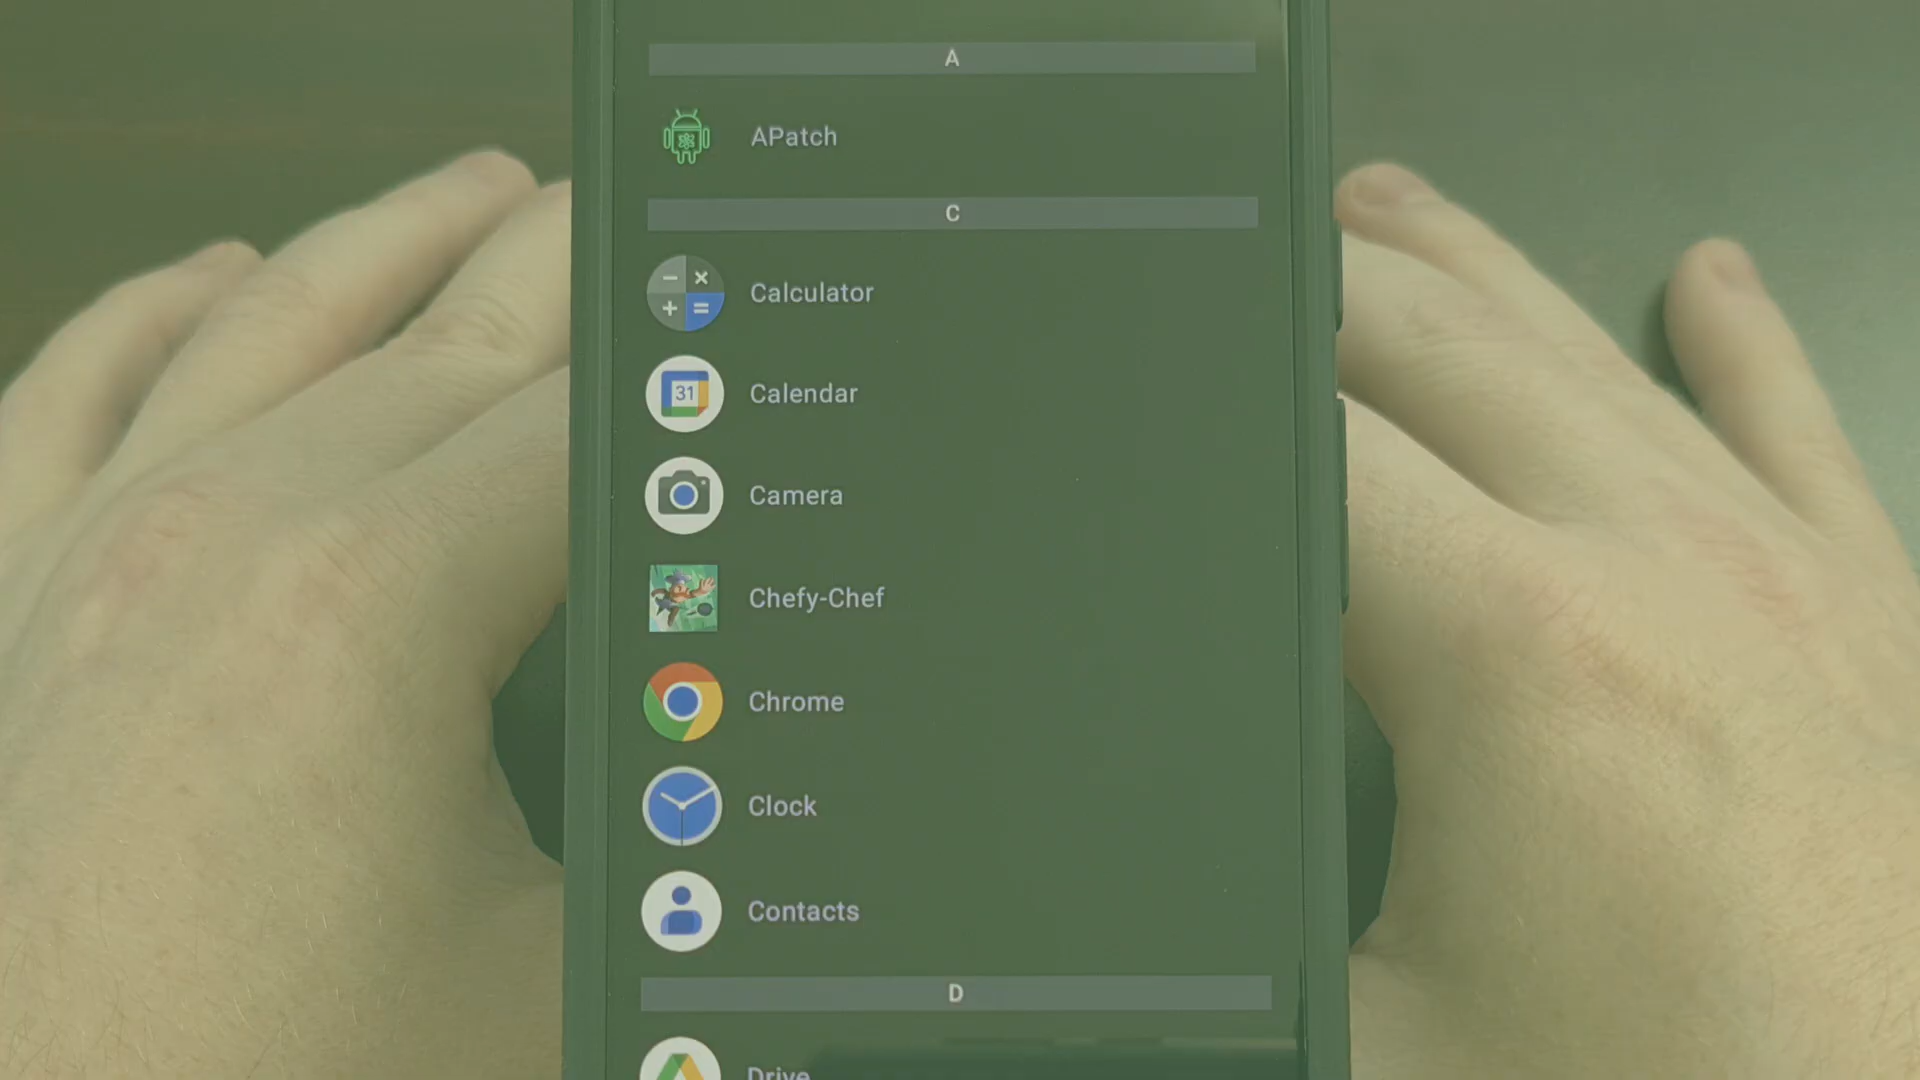 A
APatch
C
Calculator
31
Calendar
Camera
Chefy-Chef
Chrome
Clock
Contacts
D
Drive